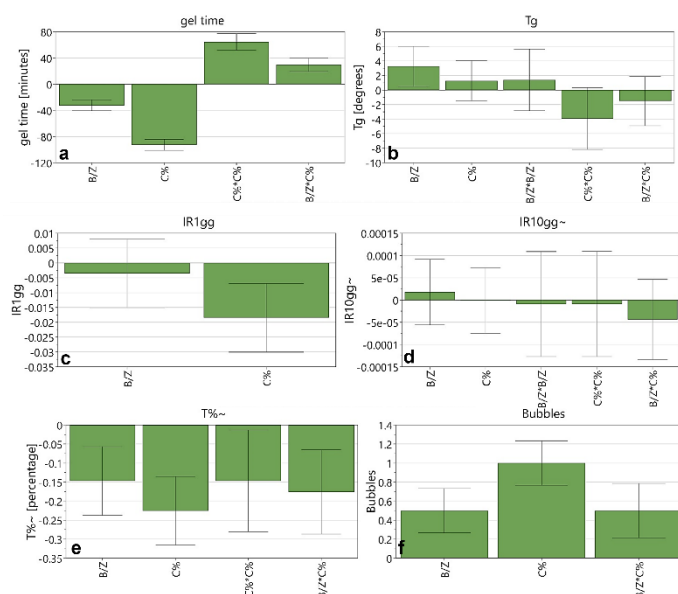 gel time
gel time [minutes]
80
40
0
-40
-80
-120
a
B/Z
C%
C%*C%
B/Z*C%
Tg
Tg [degrees]
8
6
4
2
0
-2
-4
-6
-8
-10
b
B/Z
C%
B/Z*B/Z
C%*C%
B/Z*C%
IR1gg
IR1gg
0.01
0.005
0
-0.005
-0.01
-0.015
-0.02
-0.025
-0.03
-0.035
c
B/Z
C%
IR10gg~
IR10gg~
0.00015
0.0001
5e-05
0
-5e-05
-0.0001
-0.00015
d
B/Z
C%
B/Z*B/Z
C%*C%
B/Z*C%
T%~
T%~ [percentage]
0
-0.05
-0.1
-0.15
-0.2
-0.25
-0.3
-0.35
e
B/Z
C%
C%*C%
B/Z*C%
Bubbles
Bubbles
1.4
1.2
1
0.8
0.6
0.4
0.2
0
f
B/Z
C%
B/Z*C%